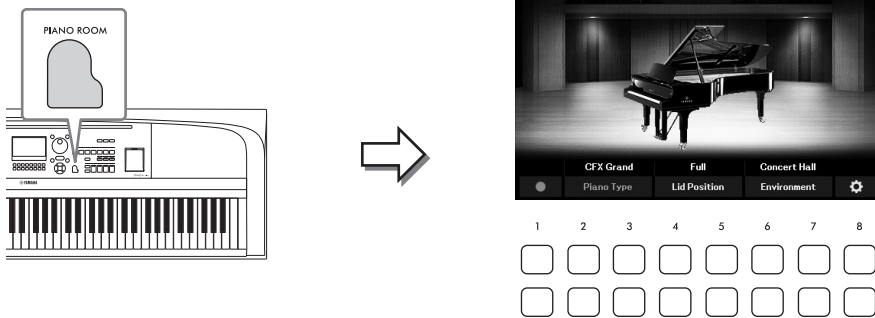 PIANO ROOM
YAMAHA
CFX Grand Full Concert Hall
Piano Type Lid Position Environment
1 2 3 4 5 6 7 8